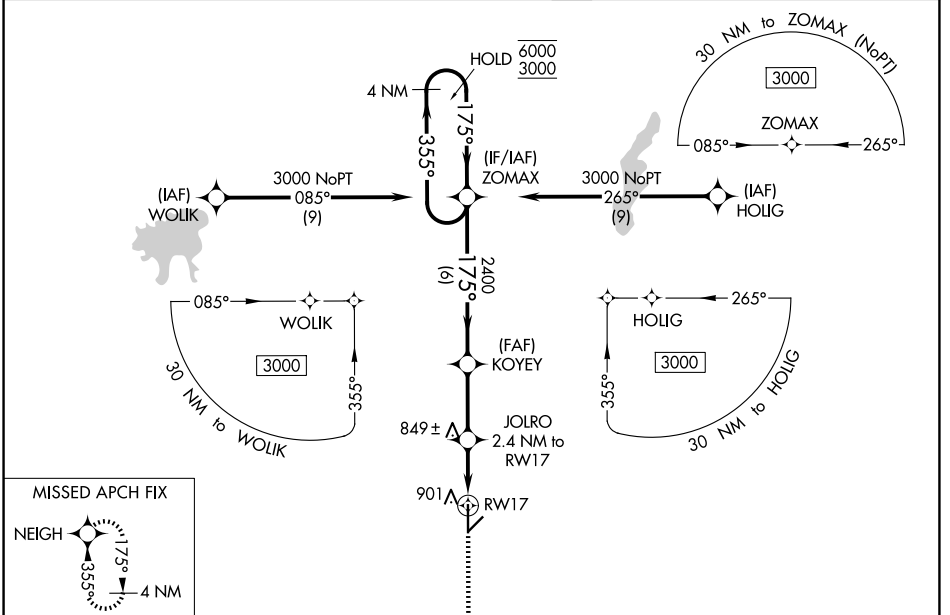 HOLD 6000
3000
4 NM
175°
355°
(IF/IAF)
ZOMAX
30 NM to ZOMAX (NoPT)
3000
ZOMAX
085°
265°
(IAF)
WOLIK
3000 NoPT
085°
(9)
3000 NoPT
265°
(9)
(IAF)
HOLIG
2400
175°
(6)
085°
WOLIK
3000
355°
30 NM to WOLIK
(FAF)
KOYEY
265°
HOLIG
3000
355°
30 NM to HOLIG
849±
JOLRO
2.4 NM to
RW17
901
RW17
MISSED APCH FIX
NEIGH
175°
355°
4 NM